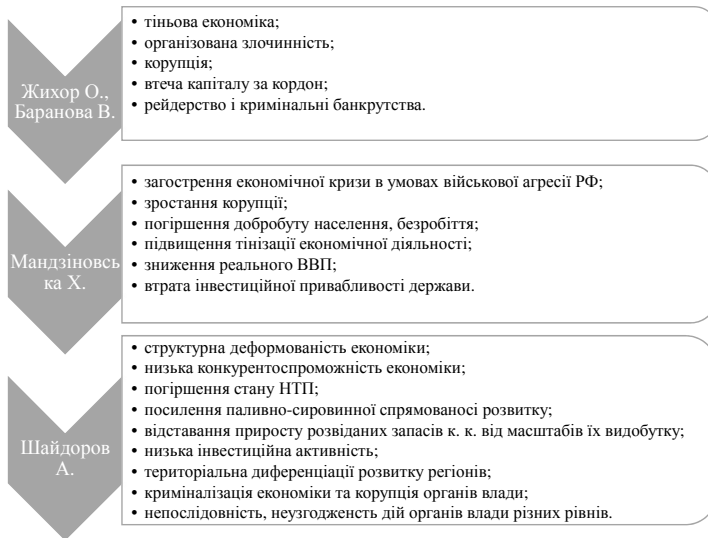 Жихор О.,
Баранова В.
• тіньова економіка;
• організована злочинність;
• корупція;
• втеча капіталу за кордон;
• рейдерство і кримінальні банкрутства.
Мандзіновсь
ка Х.
• загострення економічної кризи в умовах військової агресії РФ;
• зростання корупції;
• погіршення добробуту населення, безробіття;
• підвищення тінізації економічної діяльності;
• зниження реального ВВП;
• втрата інвестиційної привабливості держави.
Шайдоров
А.
• структурна деформованість економіки;
• низька конкурентоспроможність економіки;
• погіршення стану НТП;
• посилення паливно-сировинної спрямованосі розвитку;
• відставання приросту розвіданих запасів к. к. від масштабів їх видобутку;
• низька інвестиційна активність;
• територіальна диференціації розвитку регіонів;
• криміналізація економіки та корупція органів влади;
• непослідовність, неузгодженсть дій органів влади різних рівнів.